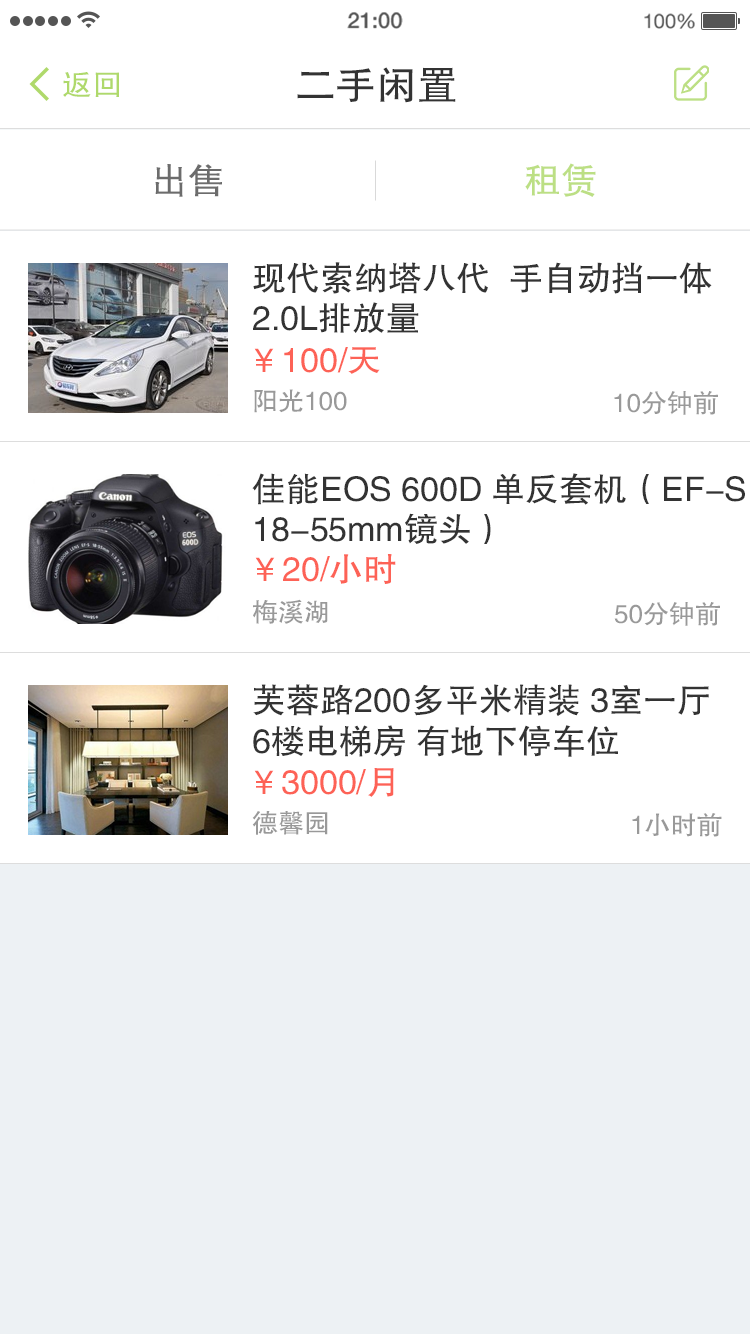 21:00
100%
返回
二手闲置
出售
租赁
现代索纳塔八代 手自动挡一体
2.0L排放量
￥100/天
阳光100
10分钟前
Canon
EOS
600D
佳能EOS 600D 单反套机（EF-S
18-55mm镜头）
￥20/小时
梅溪湖
50分钟前
芙蓉路200多平米精装 3室一厅
6楼电梯房 有地下停车位
￥3000/月
德馨园
1小时前